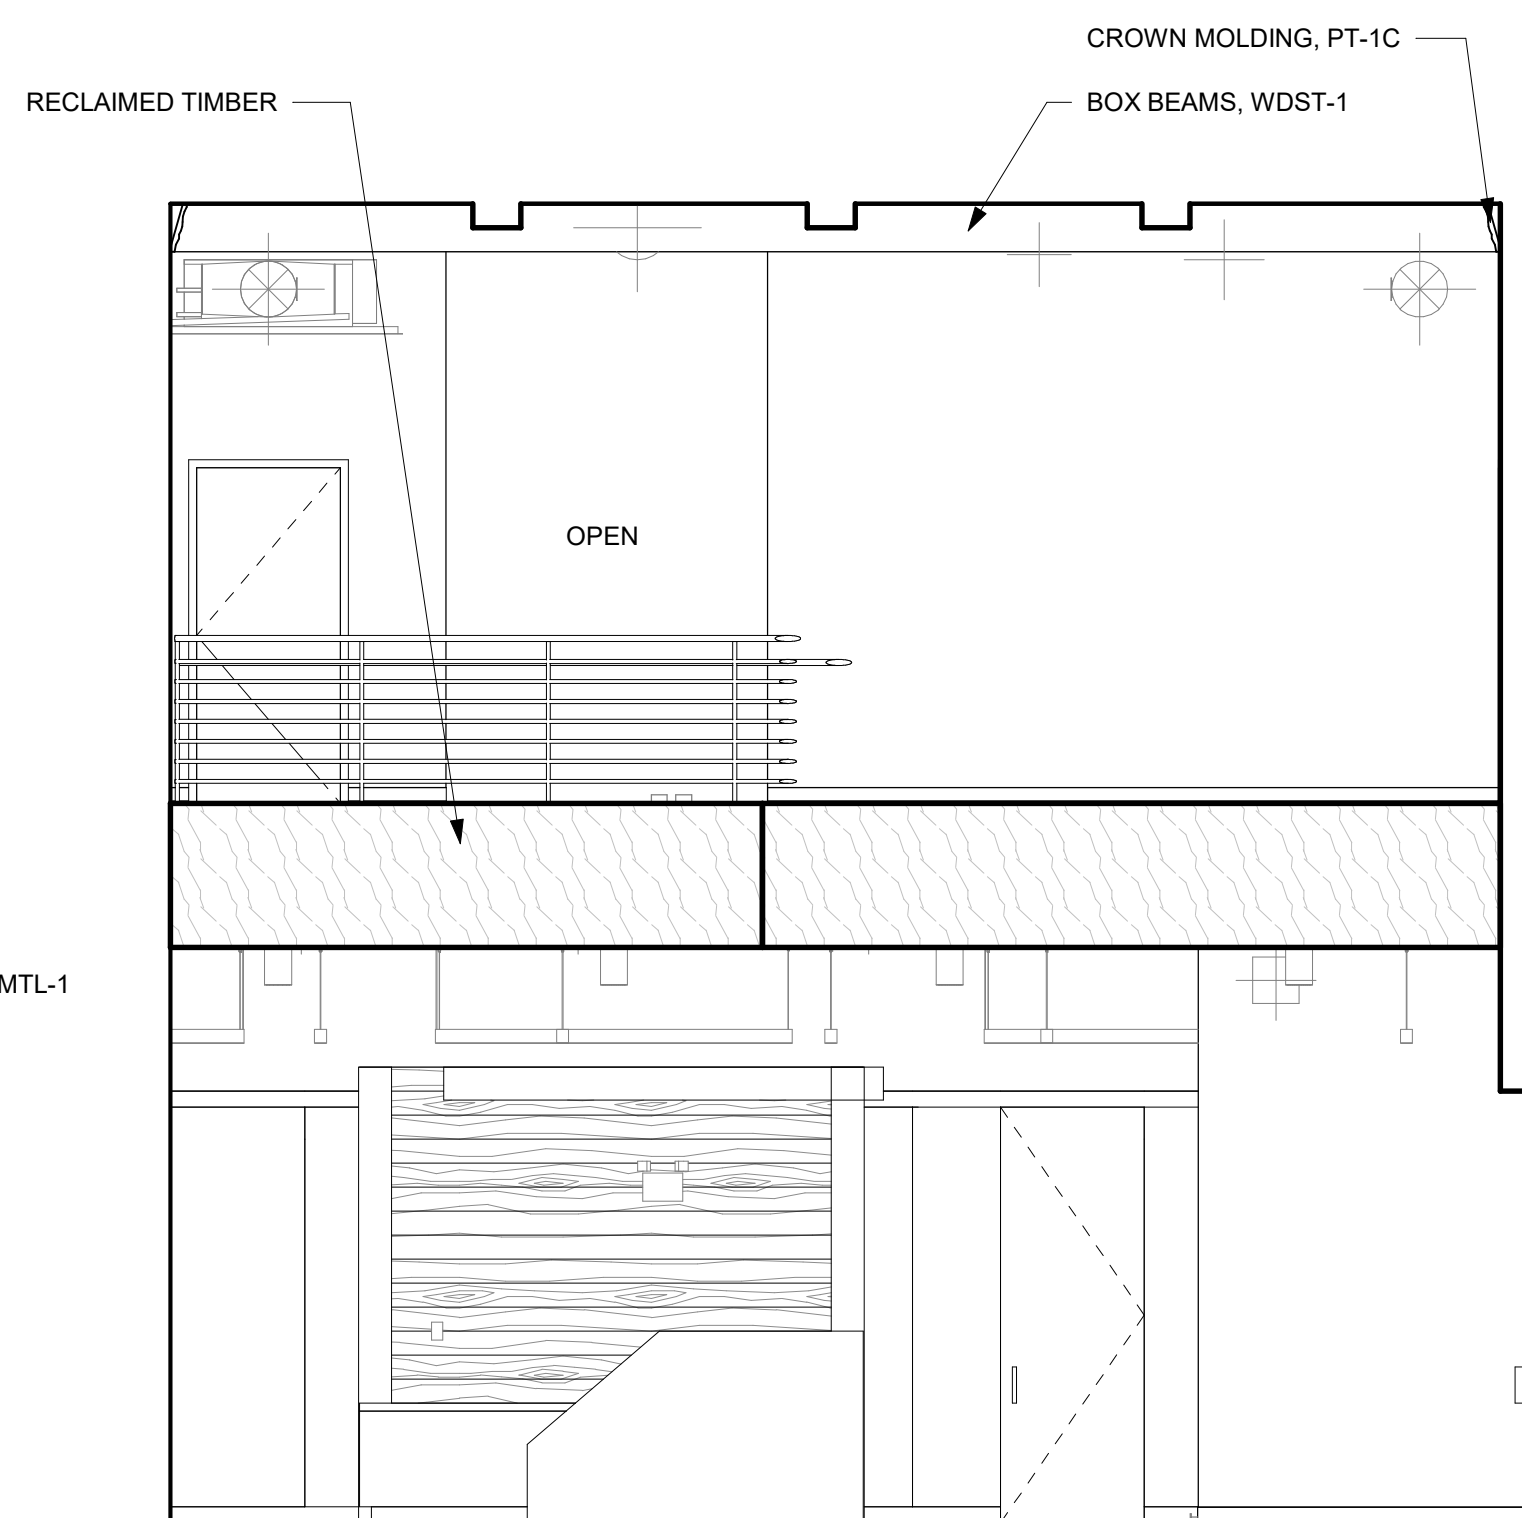 CROWN MOLDING, PT-1C
RECLAIMED TIMBER
BOX BEAMS, WDST-1
OPEN
MTL-1